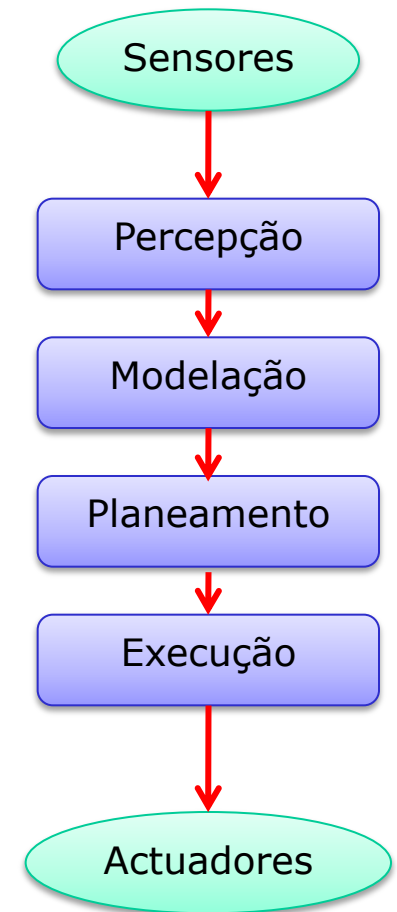 Sensores
Percepção
Modelação
Planeamento
Execução
Actuadores